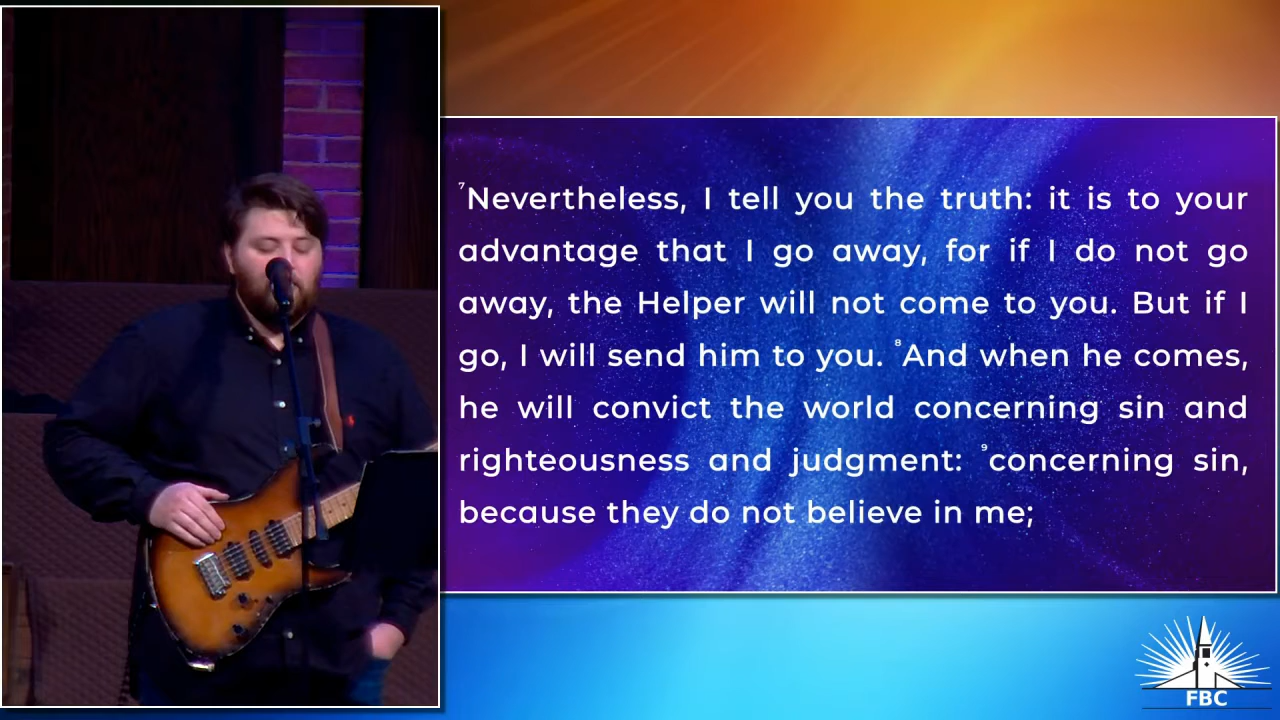 ⁷Nevertheless, I tell you the truth: it is to your
advantage that I go away, for if I do not go
away, the Helper will not come to you. But if I
go, I will send him to you. ⁸And when he comes,
he will convict the world concerning sin and
righteousness and judgment: ⁹concerning sin,
because they do not believe in me;
FBC